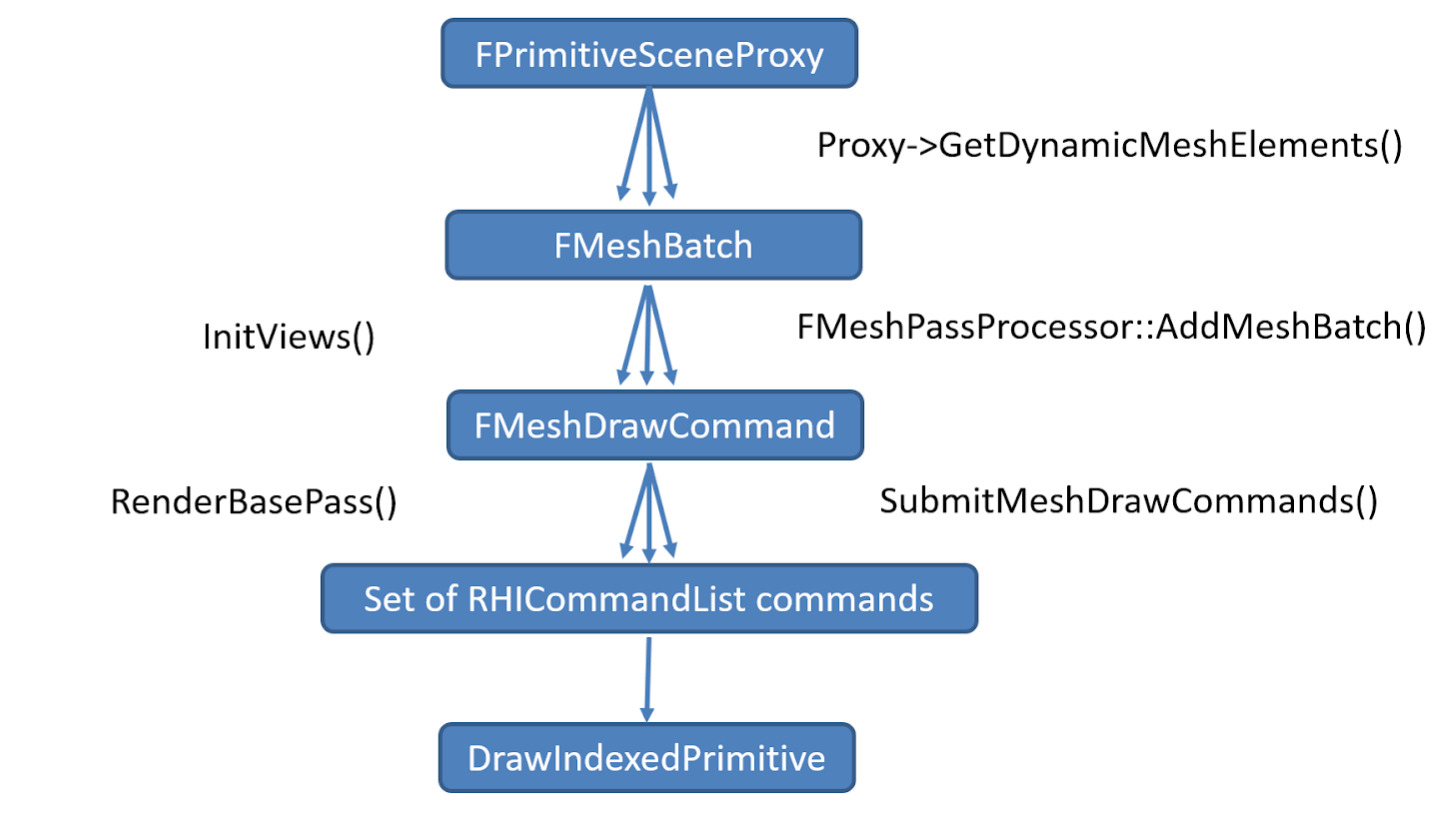 FPrimitiveSceneProxy
Proxy->GetDynamicMeshElements()
FMeshBatch
InitViews()
FMeshPassProcessor::AddMeshBatch()
FMeshDrawCommand
RenderBasePass()
SubmitMeshDrawCommands()
Set of RHICommandList commands
DrawIndexedPrimitive